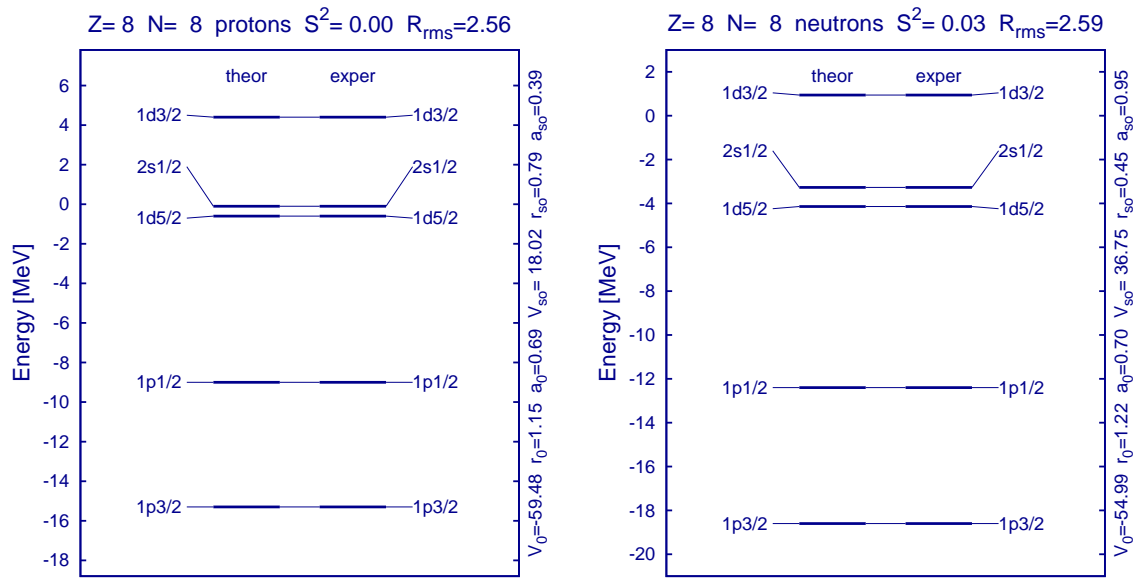 Z= 8 N= 8 protons S²= 0.00 Rrms=2.56
theor exper
6
4
2
0
-2
-4
-6
-8
-10
-12
-14
-16
-18
Energy [MeV]
1d3/2 1d3/2
2s1/2 2s1/2
1d5/2 1d5/2
1p1/2 1p1/2
1p3/2 1p3/2
V0=-59.48 r0=1.15 a0=0.69 Vso= 18.02 rso=0.79 aso=0.39
Z= 8 N= 8 neutrons S²= 0.03 Rrms=2.59
theor exper
2
0
-2
-4
-6
-8
-10
-12
-14
-16
-18
-20
Energy [MeV]
1d3/2 1d3/2
2s1/2 2s1/2
1d5/2 1d5/2
1p1/2 1p1/2
1p3/2 1p3/2
V0=-54.99 r0=1.22 a0=0.70 Vso= 36.75 rso=0.45 aso=0.95